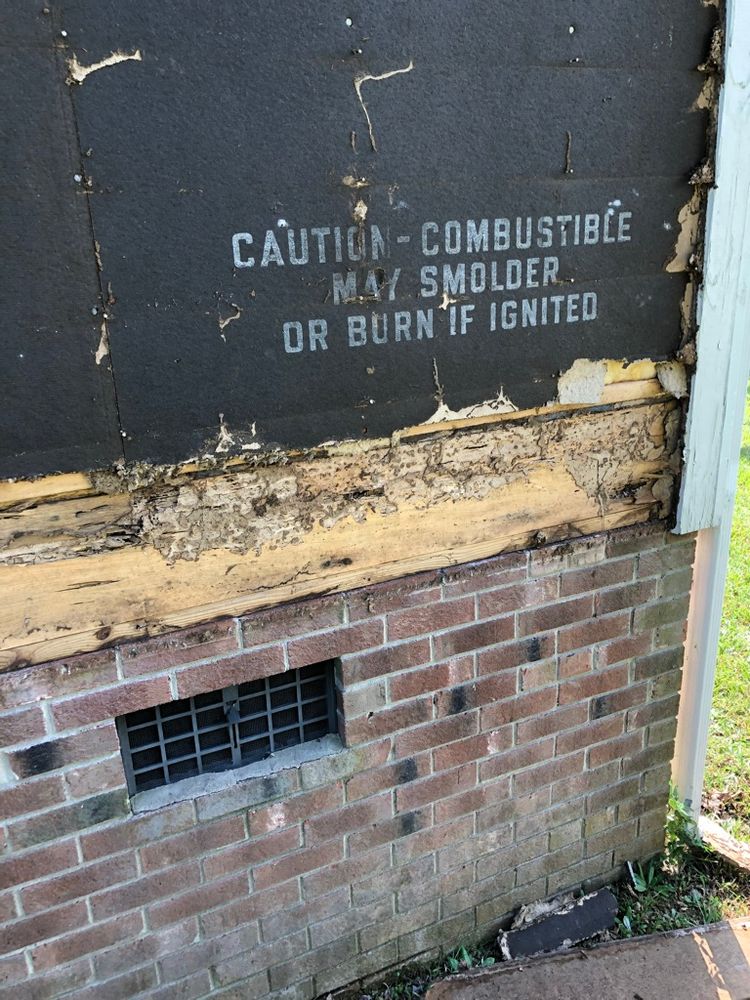 CAUTION - COMBUSTIBLE
MAY SMOLDER
OR BURN IF IGNITED